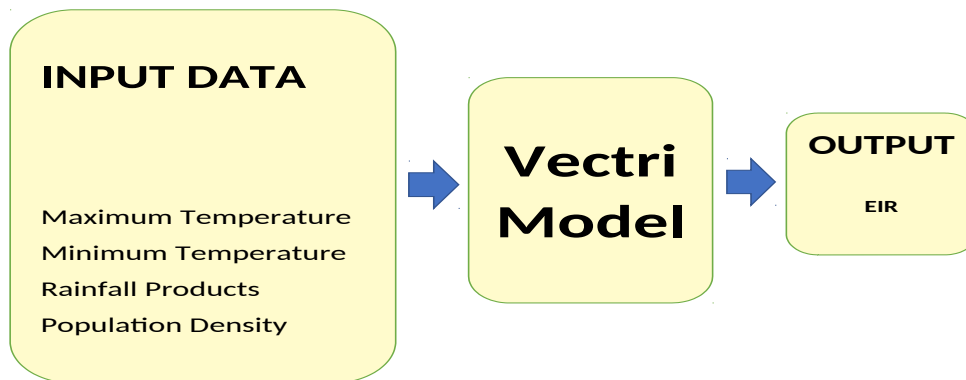 INPUT DATA
Maximum Temperature
Minimum Temperature
Rainfall Products
Population Density
Vectri
Model
OUTPUT
EIR